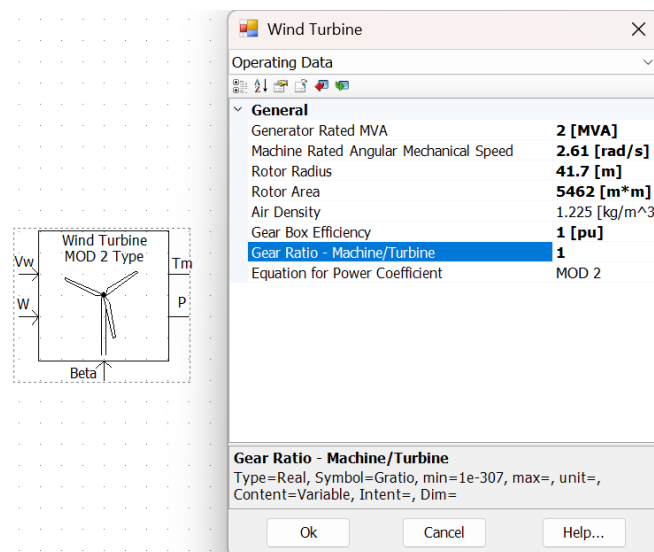 Wind Turbine
Operating Data
General
Generator Rated MVA 2 [MVA]
Machine Rated Angular Mechanical Speed 2.61 [rad/s]
Rotor Radius 41.7 [m]
Rotor Area 5462 [m*m]
Air Density 1.225 [kg/m^3
Gear Box Efficiency 1 [pu]
Gear Ratio - Machine/Turbine 1
Equation for Power Coefficient MOD 2
Wind Turbine
MOD 2 Type
Vw
Tm
W
P
Beta
Gear Ratio - Machine/Turbine
Type=Real, Symbol=Gratio, min=1e-307, max=, unit=,
Content=Variable, Intent=, Dim=
Ok Cancel Help...